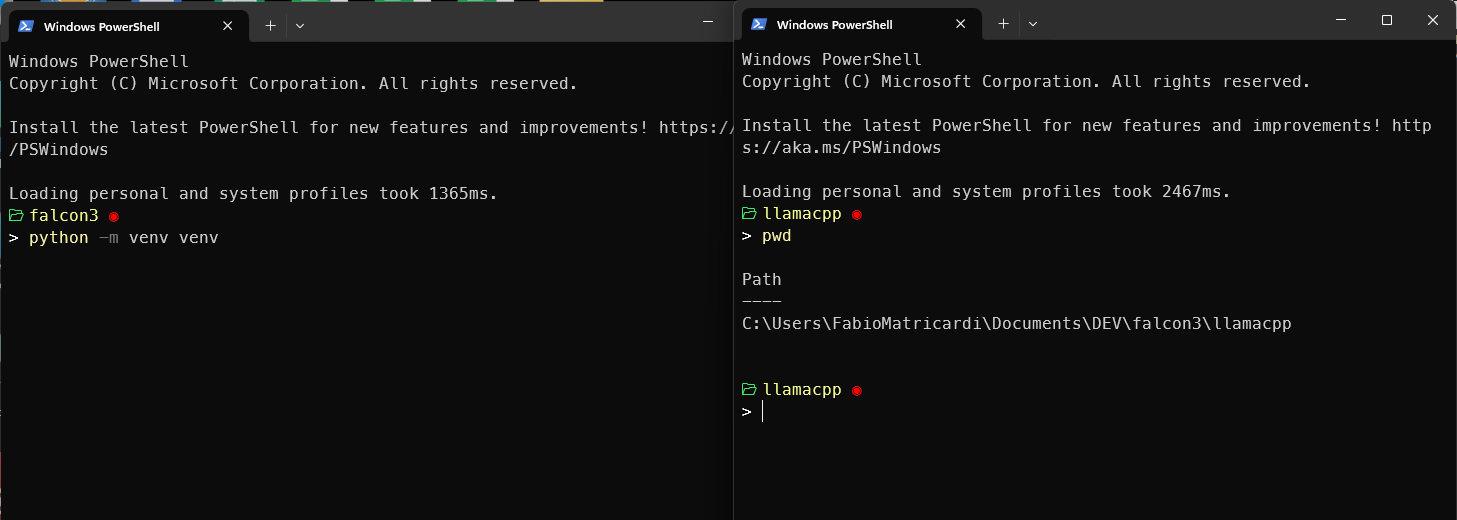 Windows PowerShell
Windows PowerShell
Copyright (C) Microsoft Corporation. All rights reserved.
Install the latest PowerShell for new features and improvements! https://
/PSWindows
Loading personal and system profiles took 1365ms.
falcon3
> python -m venv venv
Windows PowerShell
Windows PowerShell
Copyright (C) Microsoft Corporation. All rights reserved.
Install the latest PowerShell for new features and improvements! http
s://aka.ms/PSWindows
Loading personal and system profiles took 2467ms.
llamacpp
> pwd
Path
----
C:\Users\FabioMatricardi\Documents\DEV\falcon3\llamacpp
llamacpp
>